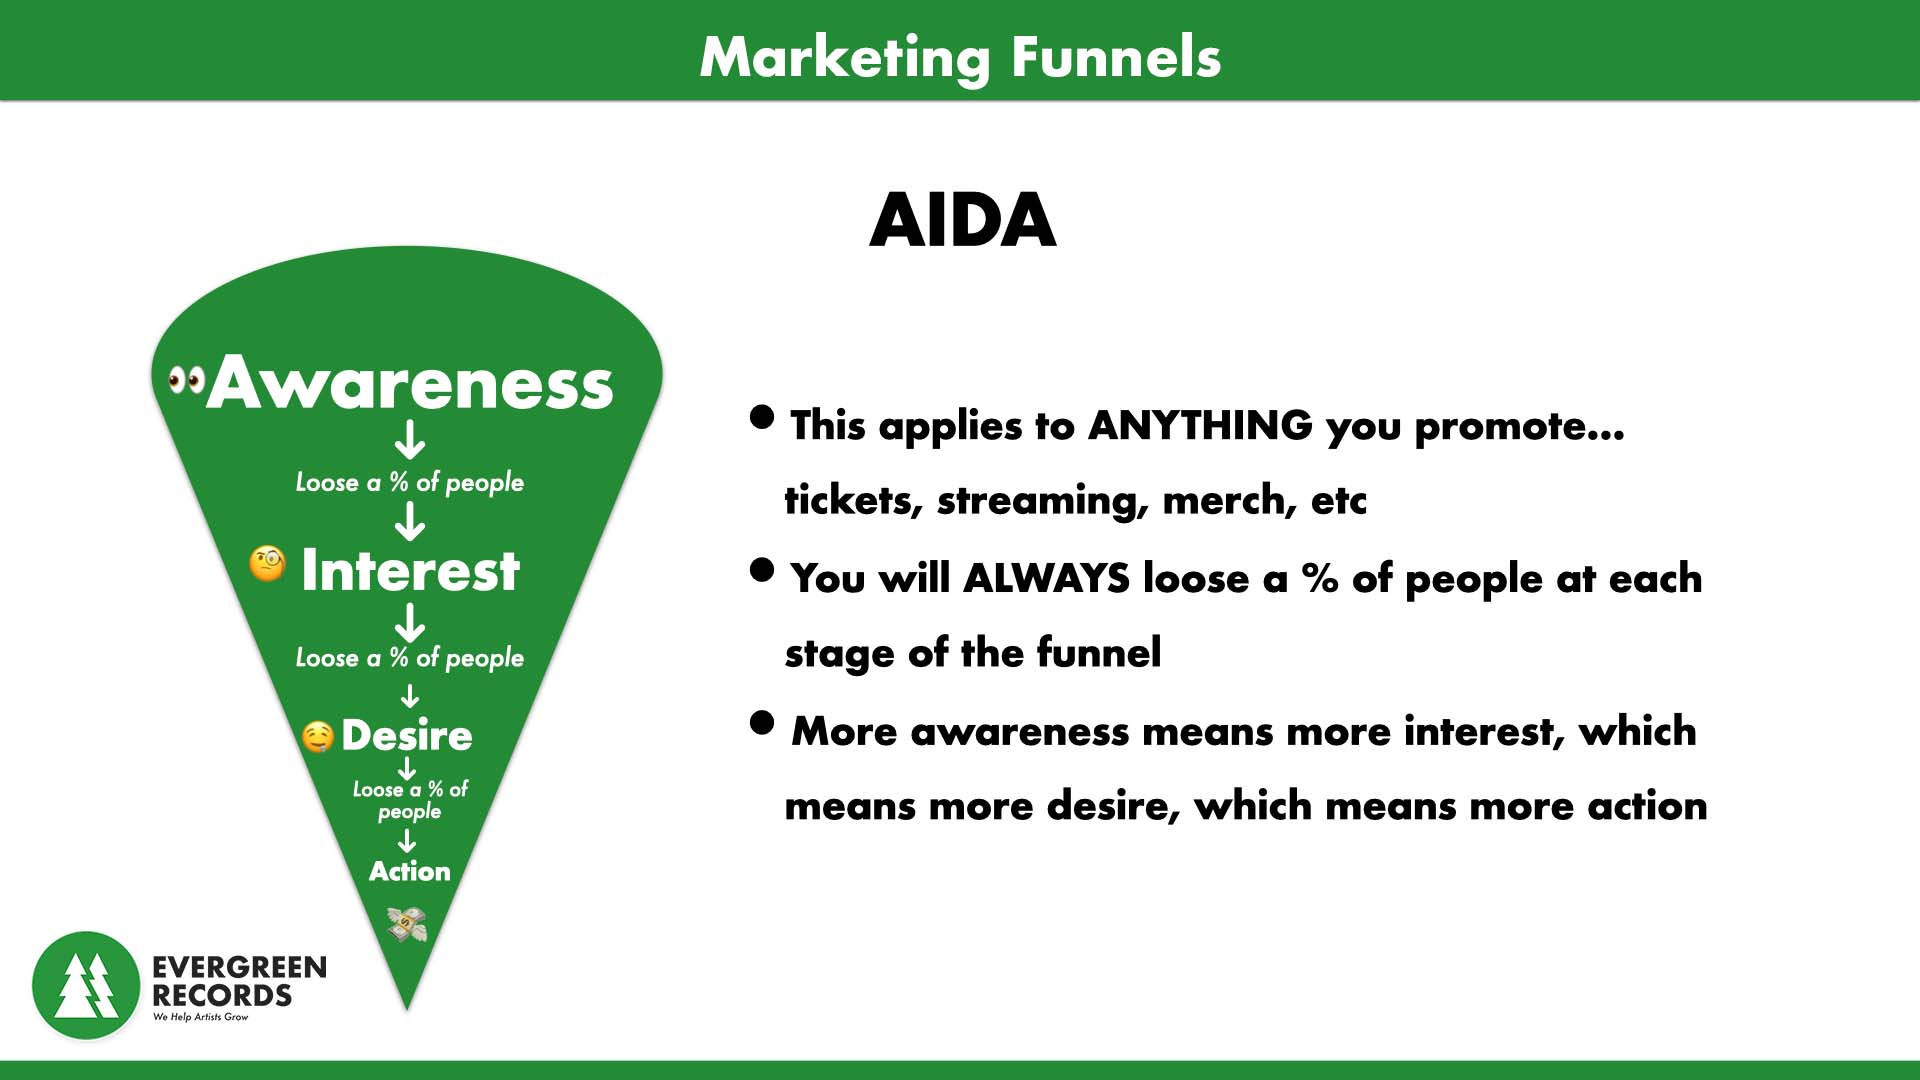 Marketing Funnels
AIDA
Awareness
Loose a % of people
Interest
Loose a % of people
Desire
Loose a % of
people
Action
This applies to ANYTHING you promote...
tickets, streaming, merch, etc
You will ALWAYS loose a % of people at each
stage of the funnel
More awareness means more interest, which
means more desire, which means more action
EVERGREEN
RECORDS
We Help Artists Grow